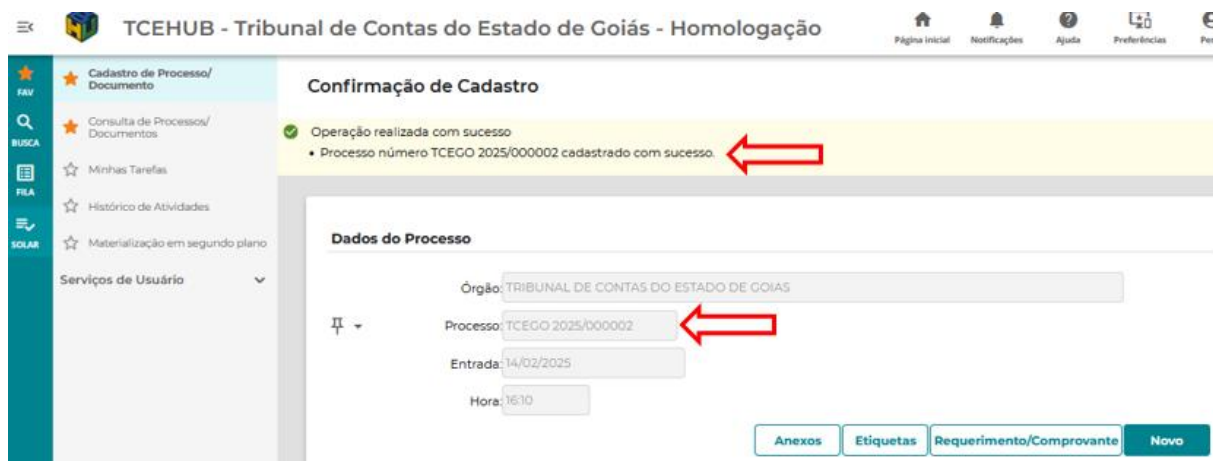 TCEHUB - Tribunal de Contas do Estado de Goiás - Homologação
Página inicial
Notificações
Ajuda
Preferências
FAV
BUSCA
FILA
SOLAR
Cadastro de Processo/
Documento
Consulta de Processos/
Documentos
Minhas Tarefas
Histórico de Atividades
Materialização em segundo plano
Serviços de Usuário
Confirmação de Cadastro
Operação realizada com sucesso
• Processo número TCEGO 2025/000002 cadastrado com sucesso.
Dados do Processo
Órgão: TRIBUNAL DE CONTAS DO ESTADO DE GOIAS
Processo: TCEGO 2025/000002
Entrada: 14/02/2025
Hora: 16:10
Anexos Etiquetas Requerimento/Comprovante Novo